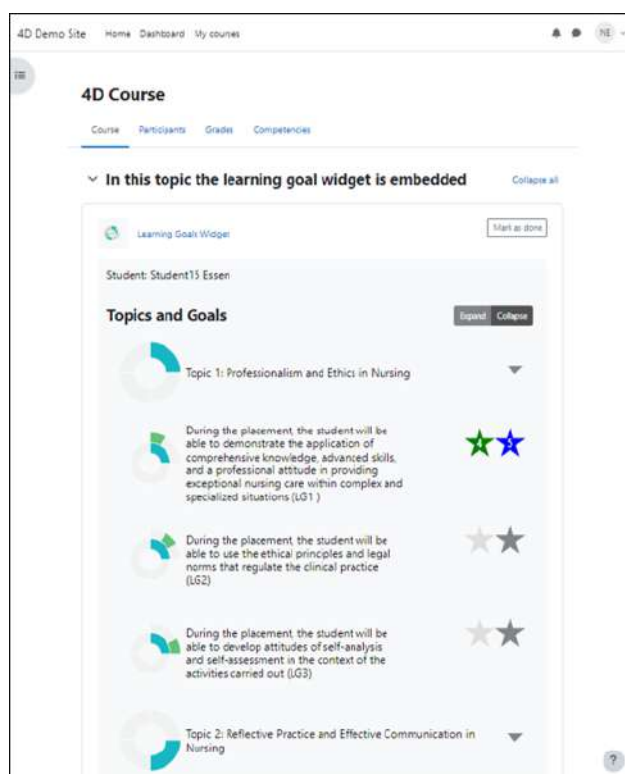 4D Demo Site Home Dashboard My courses NE
4D Course
Course Participants Grades Competencies
In this topic the learning goal widget is embedded Collapse all
Learning Goals Widget Mark as done
Student: Student15 Essen
Topics and Goals Expand Collapse
Topic 1: Professionalism and Ethics in Nursing
During the placement, the student will be
able to demonstrate the application of
comprehensive knowledge, advanced skills,
and a professional attitude in providing
exceptional nursing care within complex and
specialized situations (LG1 )
4 5
During the placement, the student will be
able to use the ethical principles and legal
norms that regulate the clinical practice
(LG2)
During the placement, the student will be
able to develop attitudes of self-analysis
and self-assessment in the context of the
activities carried out (LG3)
Topic 2: Reflective Practice and Effective Communication in
Nursing
?